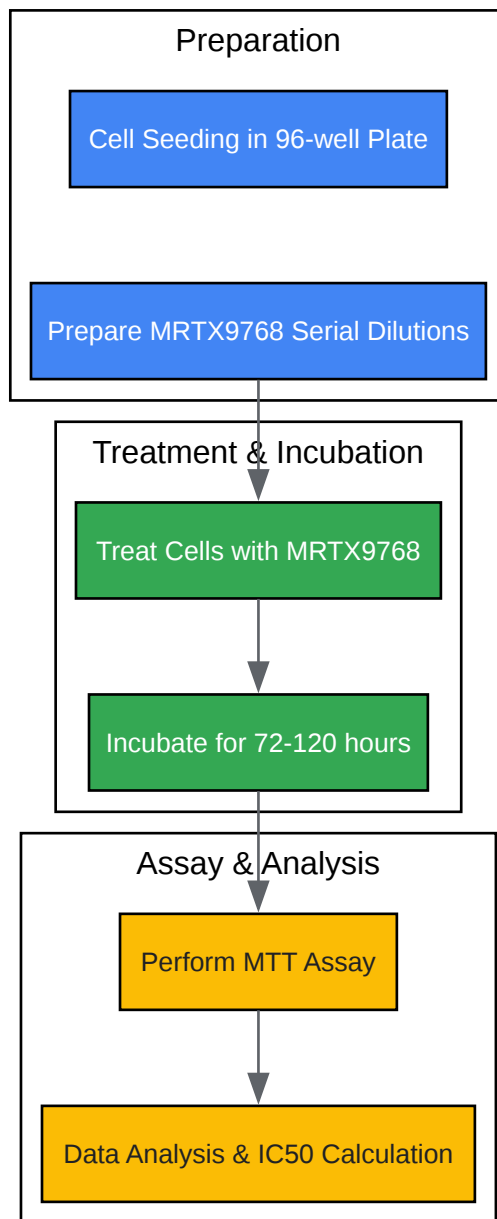 Preparation
Cell Seeding in 96-well Plate
Prepare MRTX9768 Serial Dilutions
Treatment & Incubation
Treat Cells with MRTX9768
Incubate for 72-120 hours
Assay & Analysis
Perform MTT Assay
Data Analysis & IC50 Calculation